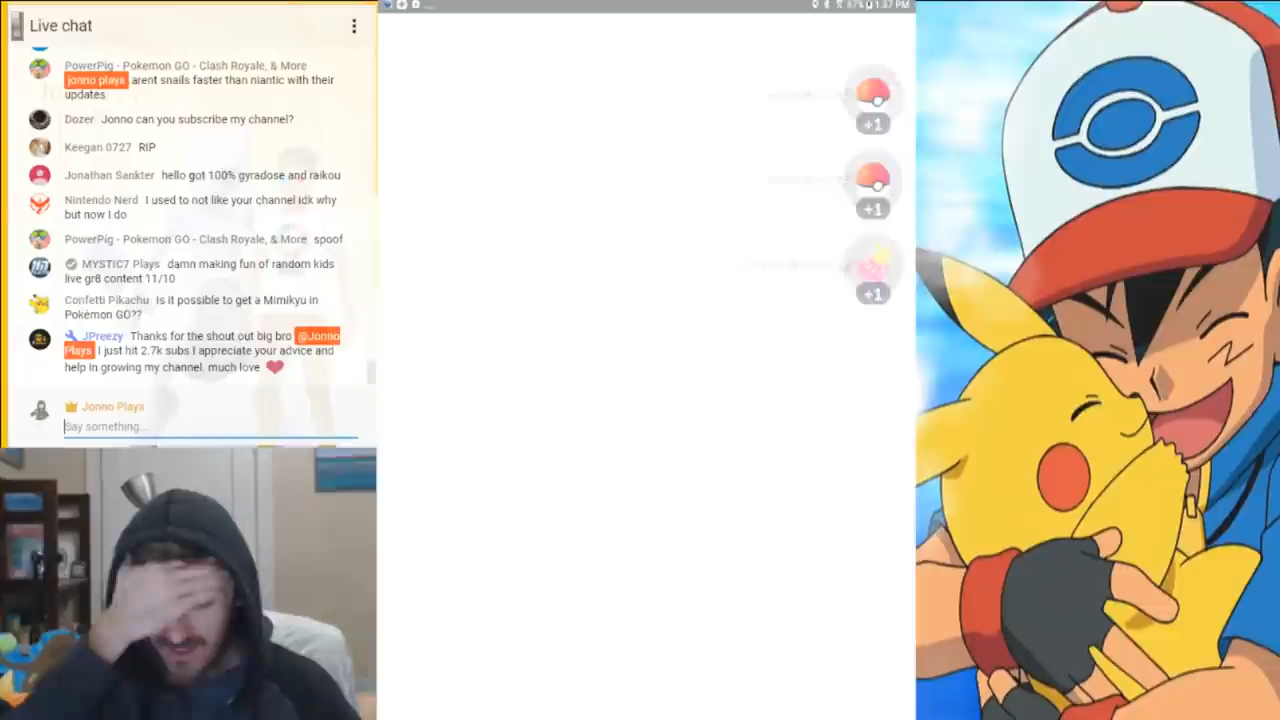 Live chat
PowerPig - Pokemon GO - Clash Royale, & More
jonno plays arent snails faster than niantic with their
updates
Dozer Jonno can you subscribe my channel?
Keegan 0727 RIP
Jonathan Sankter hello got 100% gyradose and raikou
Nintendo Nerd I used to not like your channel idk why
but now I do
PowerPig - Pokemon GO - Clash Royale, & More spoof
MYSTIC7 Plays damn making fun of random kids
live gr8 content 11/10
Confetti Pikachu Is it possible to get a Mimikyu in
Pokémon GO??
JPreezy Thanks for the shout out big bro @Jonno
Plays I just hit 2.7k subs I appreciate your advice and
help in growing my channel. much love
Jonno Plays
Say something...
67% 1:37 PM
+1
+1
+1